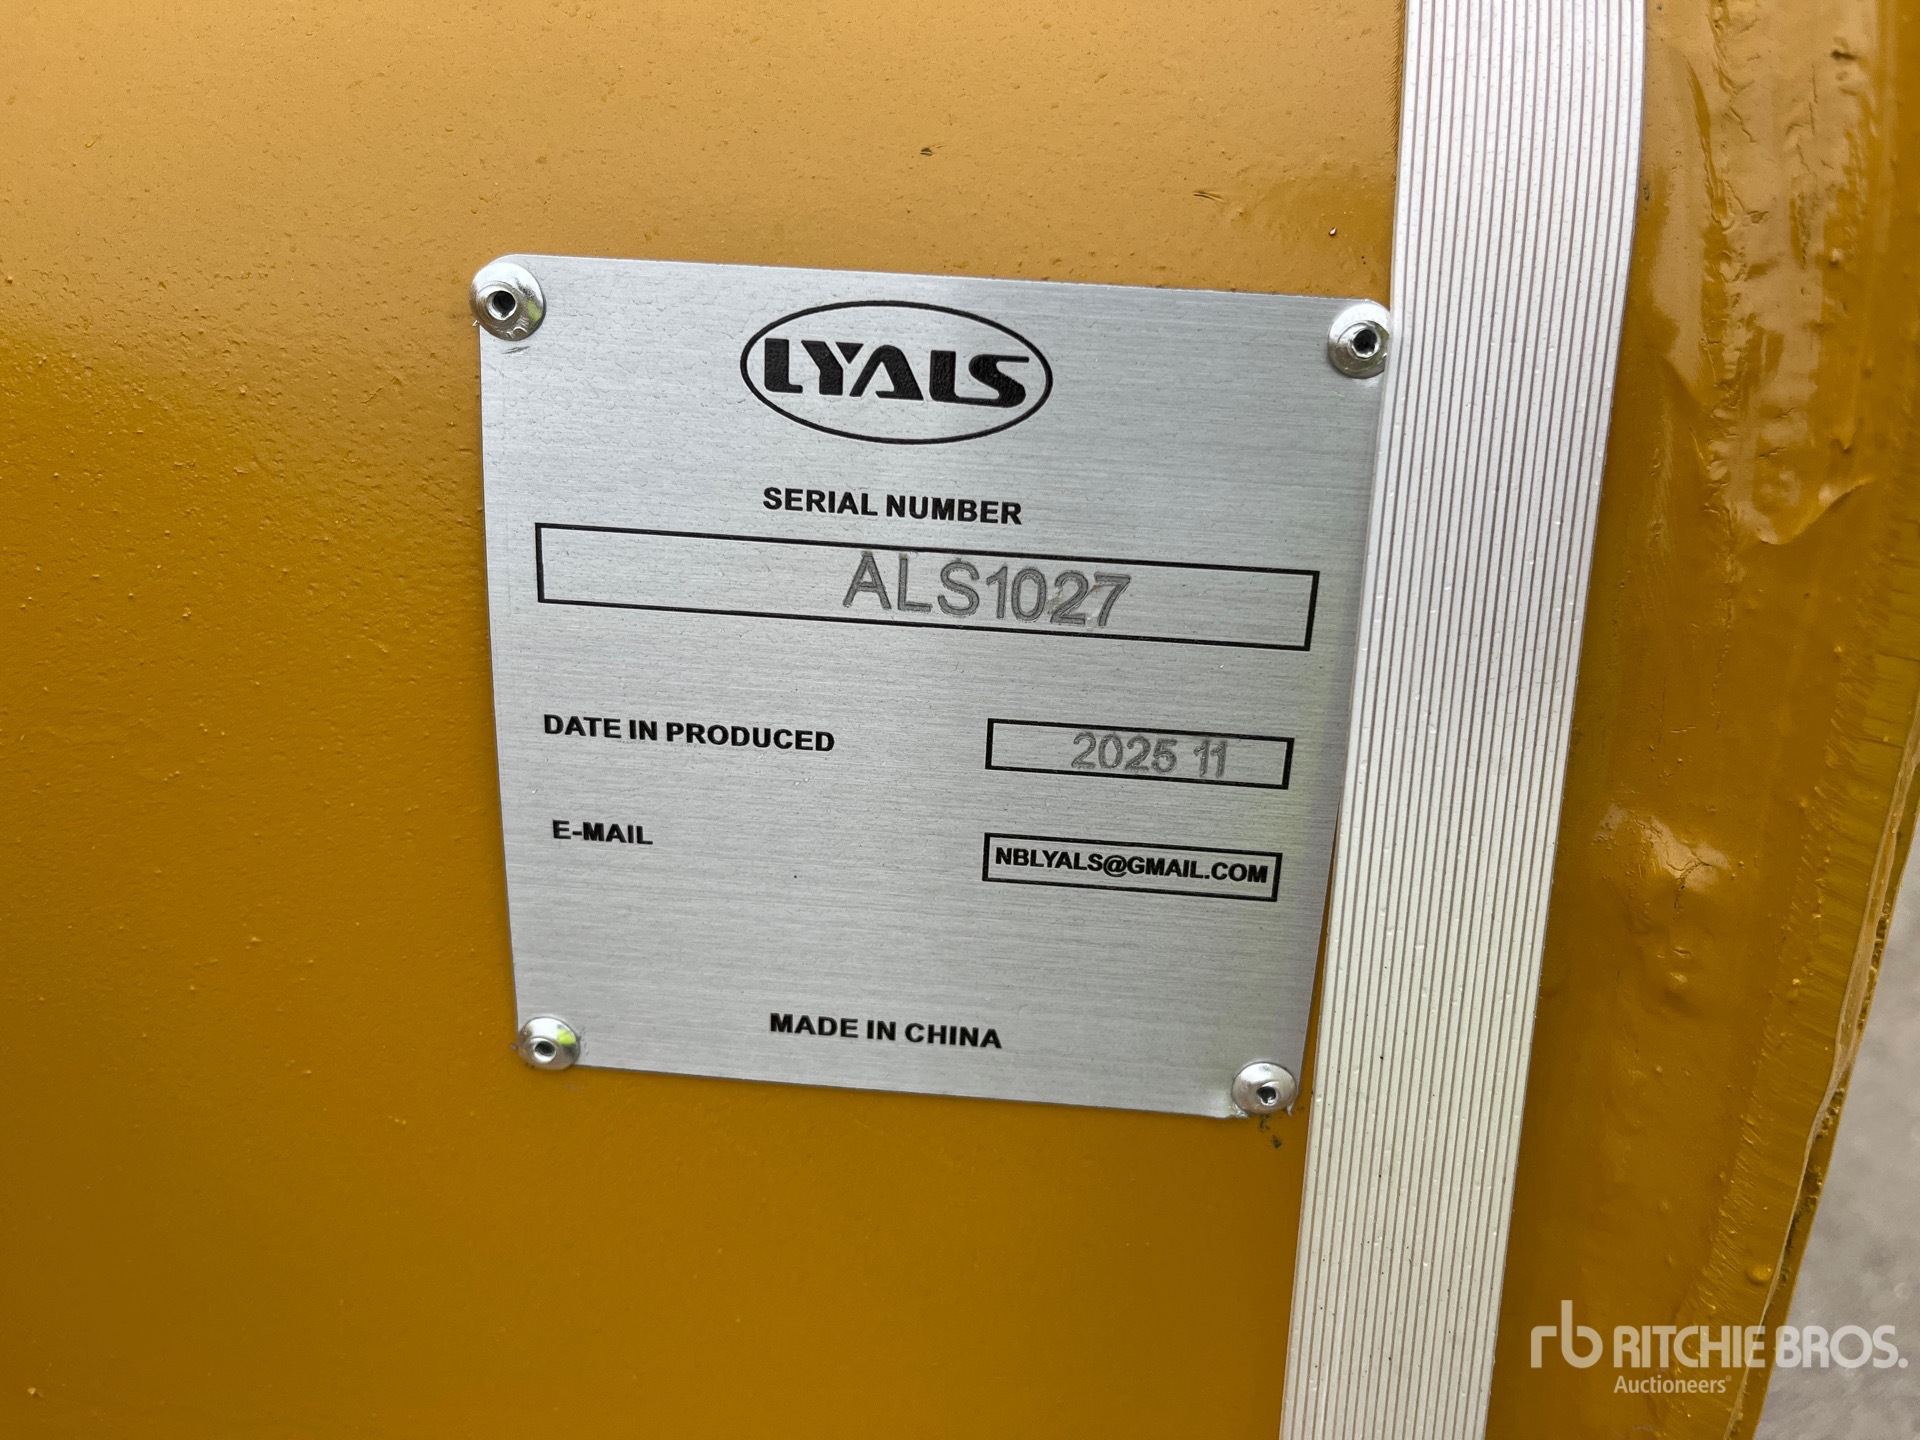 LYALS
SERIAL NUMBER
ALS1027
DATE IN PRODUCED 2025 11
E-MAIL NBLYALS@GMAIL.COM
MADE IN CHINA
rb RITCHIE BROS.
Auctioneers